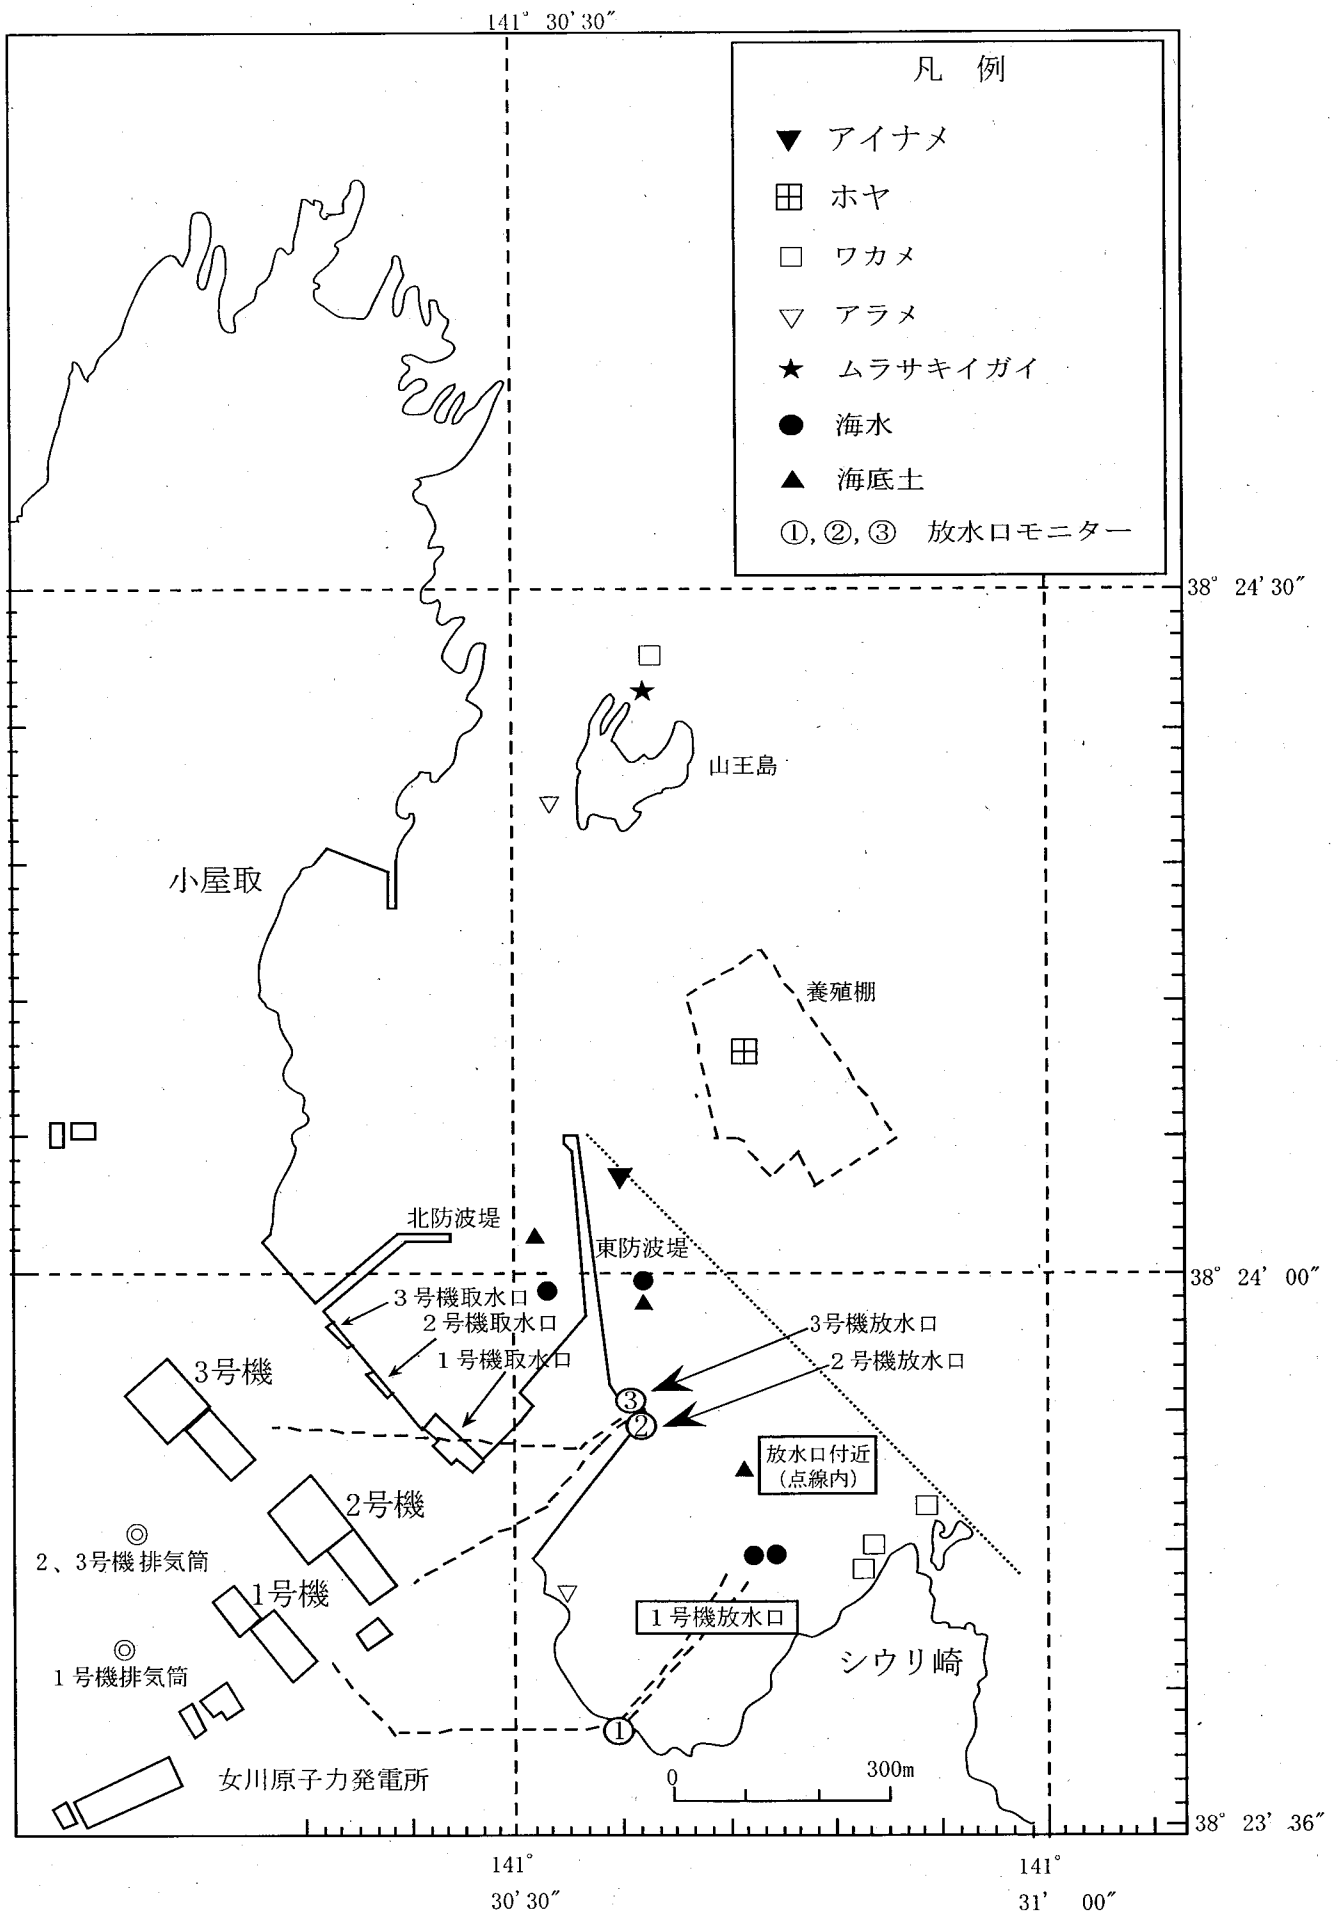 141° 30′30″
凡 例
アイナメ
ホヤ
ワカメ
アラメ
ムラサキイガイ
海水
海底土
①,②,③ 放水口モニター
38° 24′30″
山王島
小屋取
養殖棚
北防波堤
東防波堤
38° 24′00″
3号機取水口
2号機取水口
1号機取水口
3号機放水口
2号機放水口
3号機
③
②
放水口付近
(点線内)
2号機
2、3号機排気筒
1号機
1号機放水口
シウリ崎
1号機排気筒
①
女川原子力発電所
0 300m
38° 23′36″
141°
30′30″
141°
31′ 00″